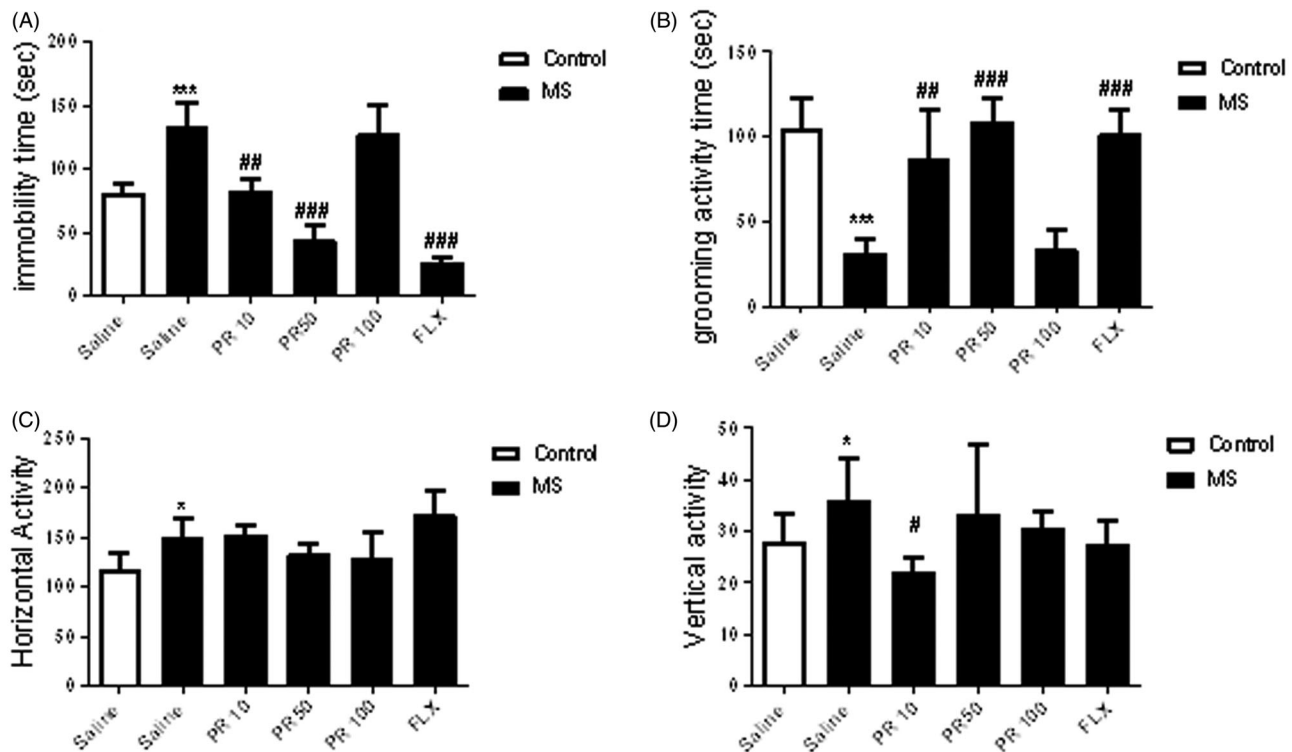 (A)
immobility time (sec)
200
150
100
50
0
***
##
###
###
Saline
Saline
PR 10
PR50
PR 100
FLX
Control
MS
(B)
grooming activity time (sec)
150
100
50
0
***
##
###
###
Saline
Saline
PR 10
PR50
PR 100
FLX
Control
MS
(C)
Horizontal Activity
250
200
150
100
50
0
*
Saline
Saline
PR 10
PR50
PR 100
FLX
Control
MS
(D)
Vertical activity
50
40
30
20
10
0
*
#
Saline
Saline
PR 10
PR50
PR 100
FLX
Control
MS